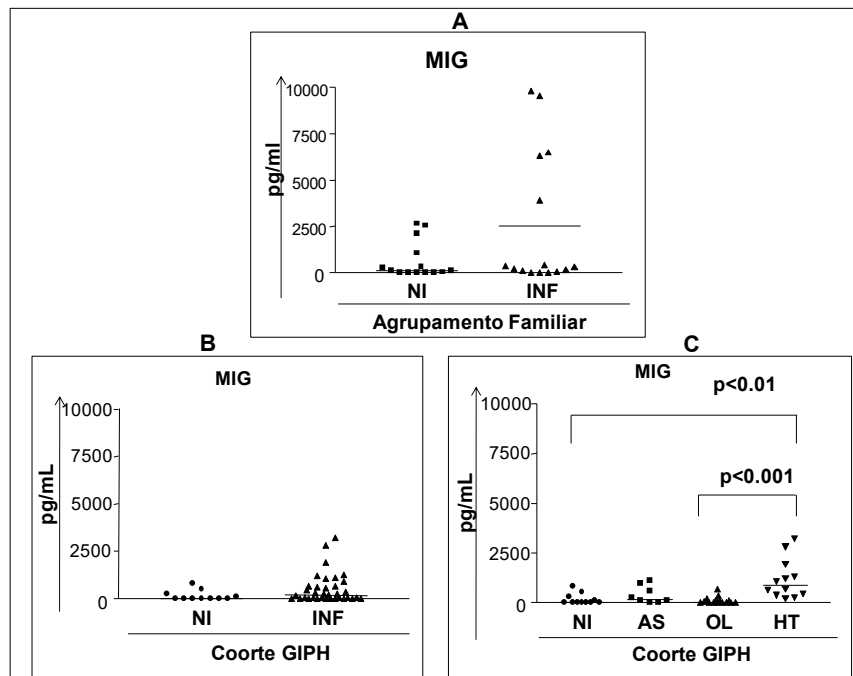 A
MIG
10000
7500
5000
2500
0
pg/ml
NI INF
Agrupamento Familiar
B
MIG
10000
7500
5000
2500
0
pg/mL
NI INF
Coorte GIPH
C
MIG
p<0.01
10000
7500
p<0.001
5000
2500
0
pg/mL
NI AS OL HT
Coorte GIPH